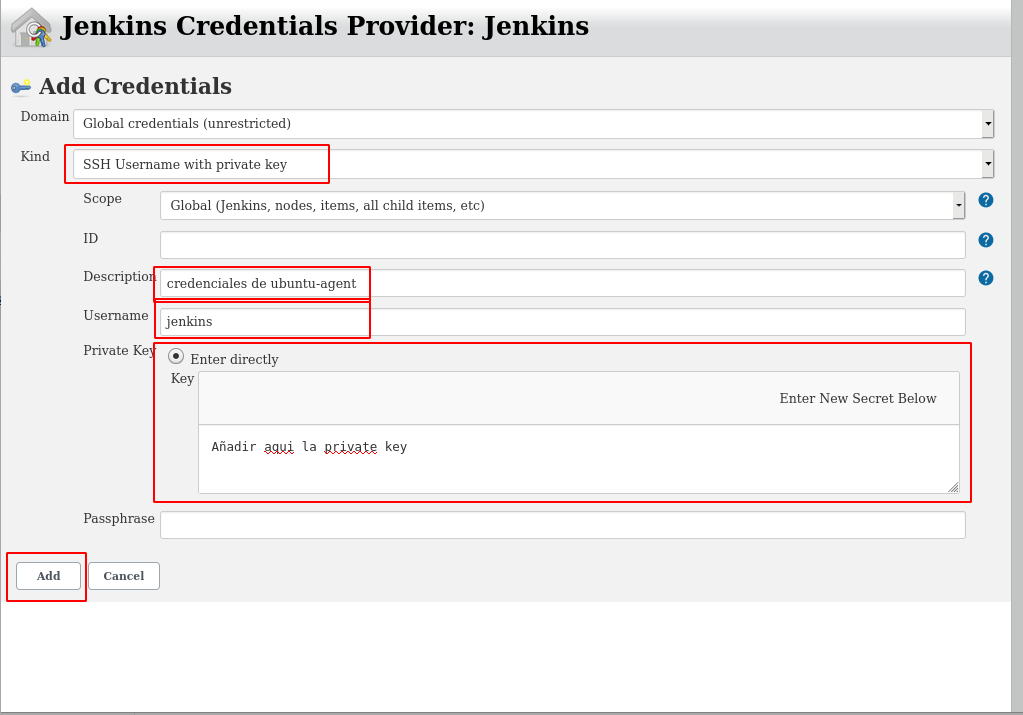 Jenkins Credentials Provider: Jenkins
Add Credentials
Domain
Global credentials (unrestricted)
Kind
SSH Username with private key
Scope
Global (Jenkins, nodes, items, all child items, etc)
?
ID
?
Description
credenciales de ubuntu-agent
?
Username
jenkins
Private Key
Enter directly
Key
Enter New Secret Below
Añadir aqui la private key
Passphrase
Add
Cancel